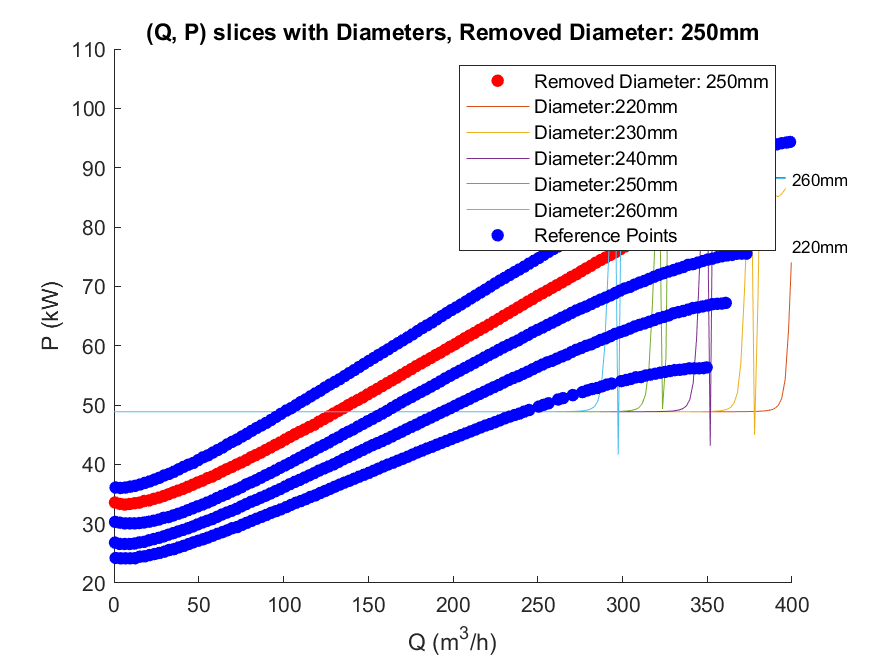 (Q, P) slices with Diameters, Removed Diameter: 250mm
110
100
90
80
70
60
50
40
30
20
P (kW)
Removed Diameter: 250mm
Diameter:220mm
Diameter:230mm
Diameter:240mm
Diameter:250mm
Diameter:260mm
Reference Points
260mm
220mm
0
50
100
150
200
250
300
350
400
Q (m³/h)